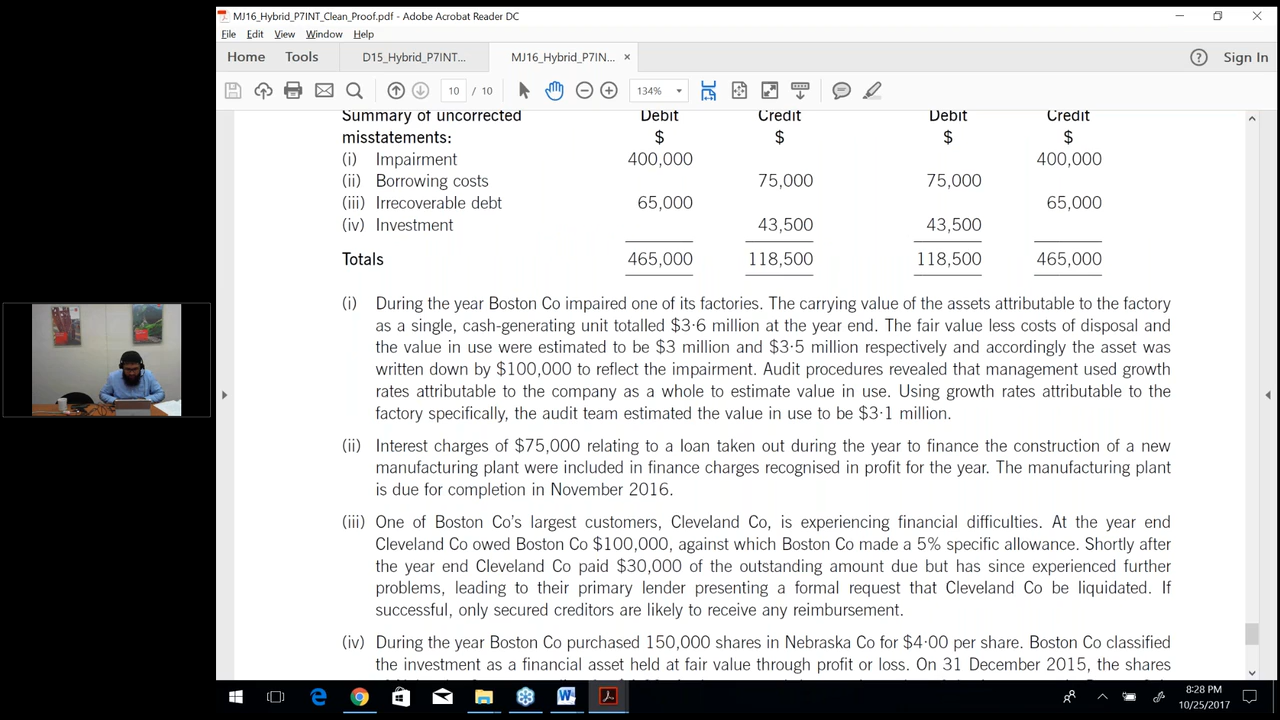 MJ16_Hybrid_P7INT_Clean_Proof.pdf - Adobe Acrobat Reader DC
File Edit View Window Help
Home Tools D15_Hybrid_P7INT... MJ16_Hybrid_P7IN... × Sign In
10 / 10 134%
Summary of uncorrected Debit Credit Debit Credit
misstatements: $ $ $ $
(i) Impairment 400,000 400,000
(ii) Borrowing costs 75,000 75,000
(iii) Irrecoverable debt 65,000 65,000
(iv) Investment 43,500 43,500
Totals 465,000 118,500 118,500 465,000
(i) During the year Boston Co impaired one of its factories. The carrying value of the assets attributable to the factory
as a single, cash-generating unit totalled $3·6 million at the year end. The fair value less costs of disposal and
the value in use were estimated to be $3 million and $3·5 million respectively and accordingly the asset was
written down by $100,000 to reflect the impairment. Audit procedures revealed that management used growth
rates attributable to the company as a whole to estimate value in use. Using growth rates attributable to the
factory specifically, the audit team estimated the value in use to be $3·1 million.
(ii) Interest charges of $75,000 relating to a loan taken out during the year to finance the construction of a new
manufacturing plant were included in finance charges recognised in profit for the year. The manufacturing plant
is due for completion in November 2016.
(iii) One of Boston Co's largest customers, Cleveland Co, is experiencing financial difficulties. At the year end
Cleveland Co owed Boston Co $100,000, against which Boston Co made a 5% specific allowance. Shortly after
the year end Cleveland Co paid $30,000 of the outstanding amount due but has since experienced further
problems, leading to their primary lender presenting a formal request that Cleveland Co be liquidated. If
successful, only secured creditors are likely to receive any reimbursement.
(iv) During the year Boston Co purchased 150,000 shares in Nebraska Co for $4·00 per share. Boston Co classified
the investment as a financial asset held at fair value through profit or loss. On 31 December 2015, the shares
8:28 PM
10/25/2017